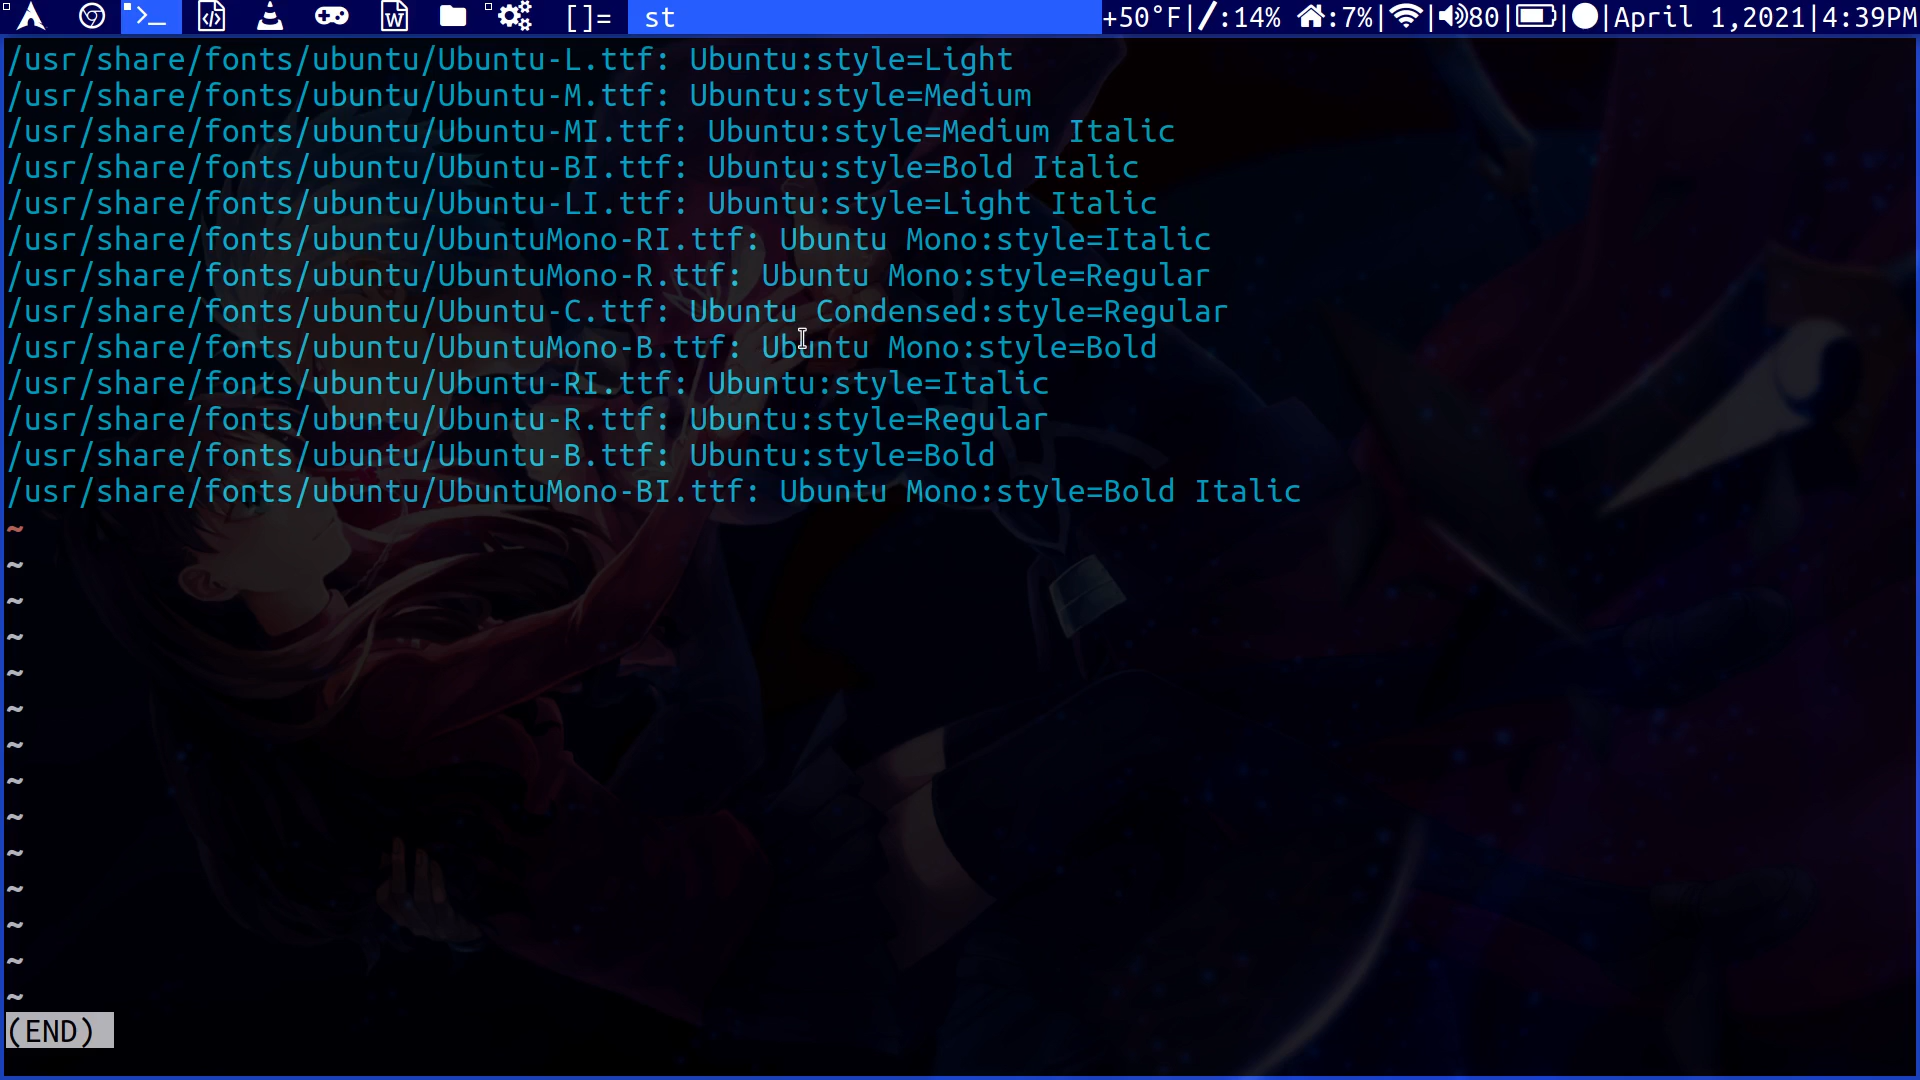 []= st +50°F|/:14% :7%| |80| | |April 1,2021|4:39PM
/usr/share/fonts/ubuntu/Ubuntu-L.ttf: Ubuntu:style=Light
/usr/share/fonts/ubuntu/Ubuntu-M.ttf: Ubuntu:style=Medium
/usr/share/fonts/ubuntu/Ubuntu-MI.ttf: Ubuntu:style=Medium Italic
/usr/share/fonts/ubuntu/Ubuntu-BI.ttf: Ubuntu:style=Bold Italic
/usr/share/fonts/ubuntu/Ubuntu-LI.ttf: Ubuntu:style=Light Italic
/usr/share/fonts/ubuntu/UbuntuMono-RI.ttf: Ubuntu Mono:style=Italic
/usr/share/fonts/ubuntu/UbuntuMono-R.ttf: Ubuntu Mono:style=Regular
/usr/share/fonts/ubuntu/Ubuntu-C.ttf: Ubuntu Condensed:style=Regular
/usr/share/fonts/ubuntu/UbuntuMono-B.ttf: Ubuntu Mono:style=Bold
/usr/share/fonts/ubuntu/Ubuntu-RI.ttf: Ubuntu:style=Italic
/usr/share/fonts/ubuntu/Ubuntu-R.ttf: Ubuntu:style=Regular
/usr/share/fonts/ubuntu/Ubuntu-B.ttf: Ubuntu:style=Bold
/usr/share/fonts/ubuntu/UbuntuMono-BI.ttf: Ubuntu Mono:style=Bold Italic
~
~
~
~
~
~
~
~
~
~
~
~
~
~
(END)